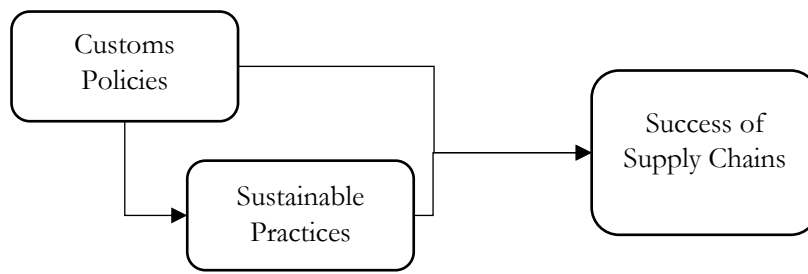 Customs
Policies
Sustainable
Practices
Success of
Supply Chains